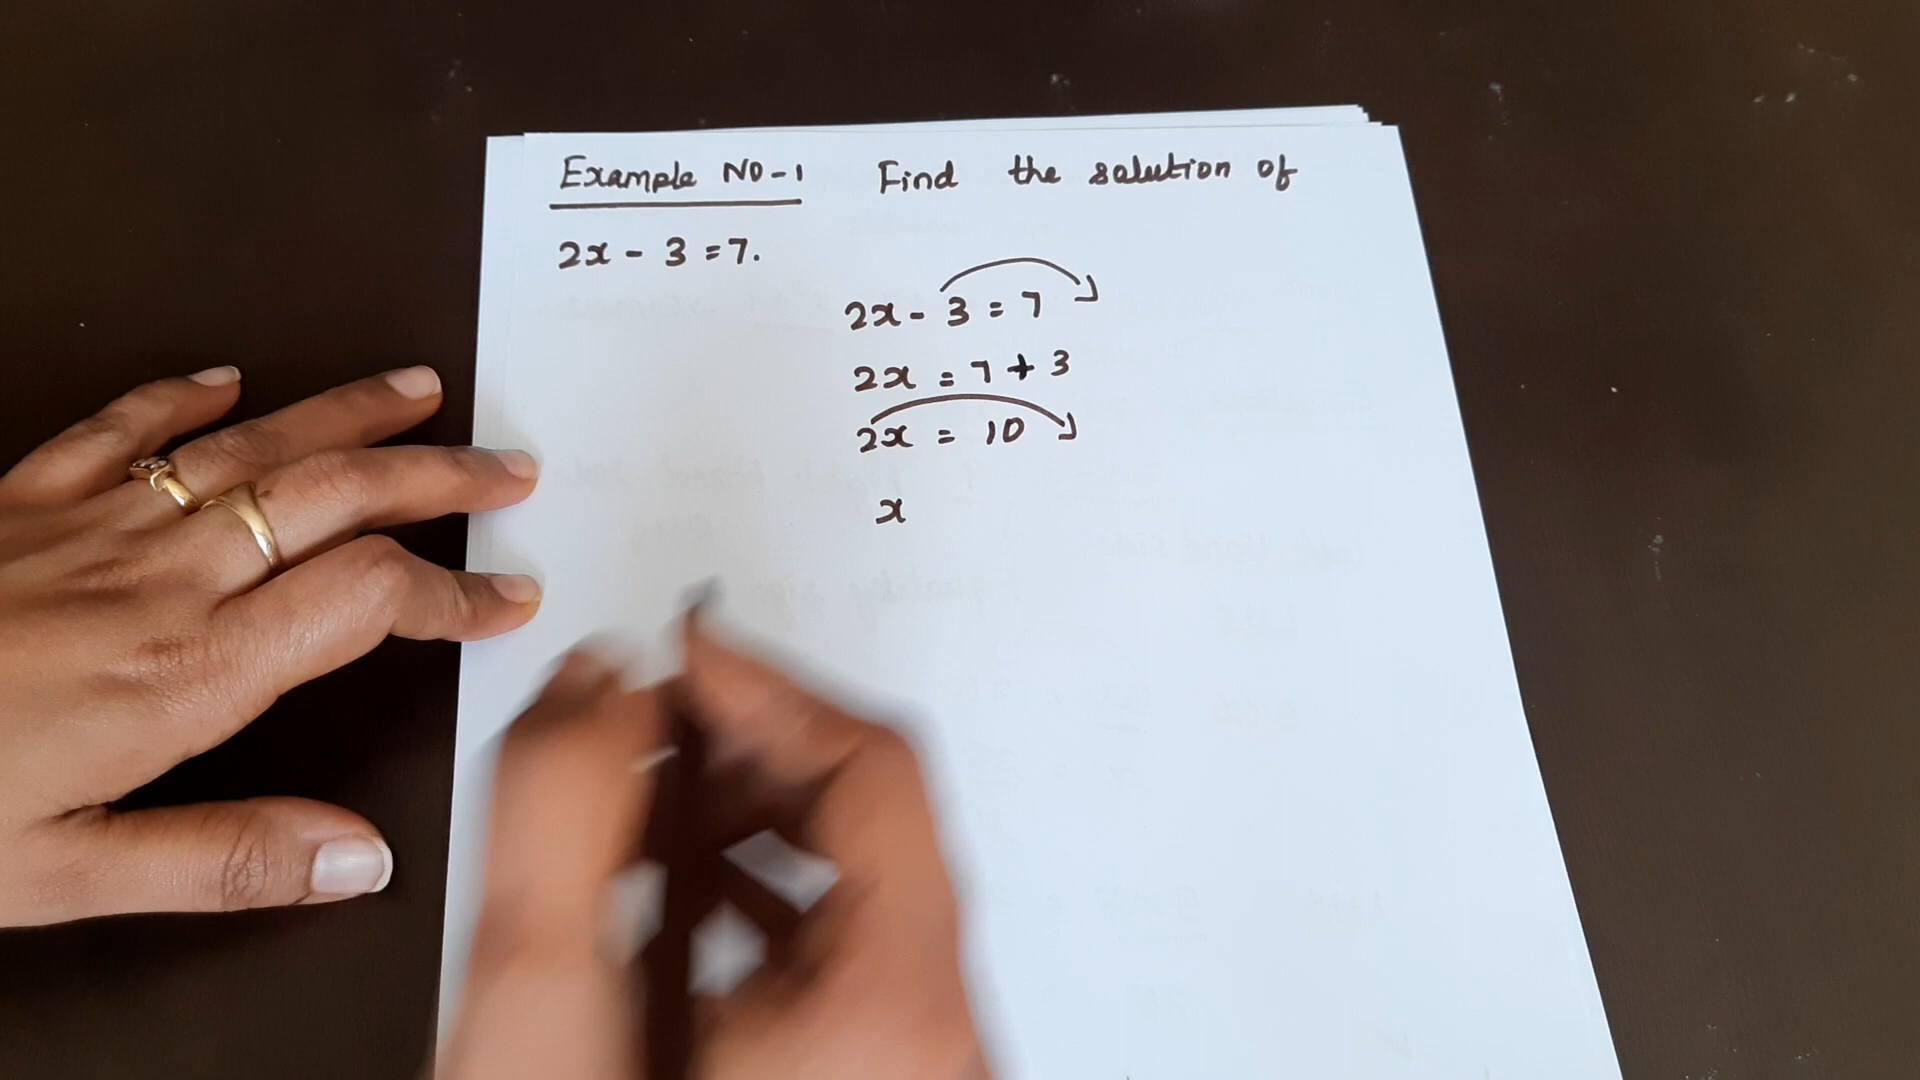 Example NO-1 Find the solution of
2x - 3 = 7.
2x - 3 = 7
2x = 7 + 3
2x = 10
x